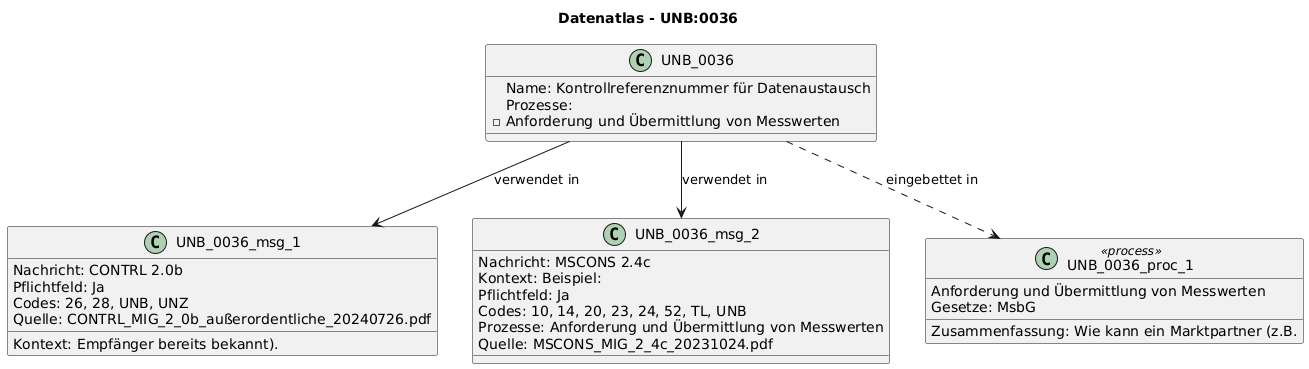 Datenatlas - UNB:0036
C UNB_0036
Name: Kontrollreferenznummer für Datenaustausch
Prozesse:
Anforderung und Übermittlung von Messwerten
verwendet in
verwendet in
eingebettet in
C UNB_0036_msg_1
Nachricht: CONTRL 2.0b
Pflichtfeld: Ja
Codes: 26, 28, UNB, UNZ
Quelle: CONTRL_MIG_2_0b_außerordentliche_20240726.pdf
Kontext: Empfänger bereits bekannt).
C UNB_0036_msg_2
Nachricht: MSCONS 2.4c
Kontext: Beispiel:
Pflichtfeld: Ja
Codes: 10, 14, 20, 23, 24, 52, TL, UNB
Prozesse: Anforderung und Übermittlung von Messwerten
Quelle: MSCONS_MIG_2_4c_20231024.pdf
«process»
C UNB_0036_proc_1
Anforderung und Übermittlung von Messwerten
Gesetze: MsbG
Zusammenfassung: Wie kann ein Marktpartner (z.B.